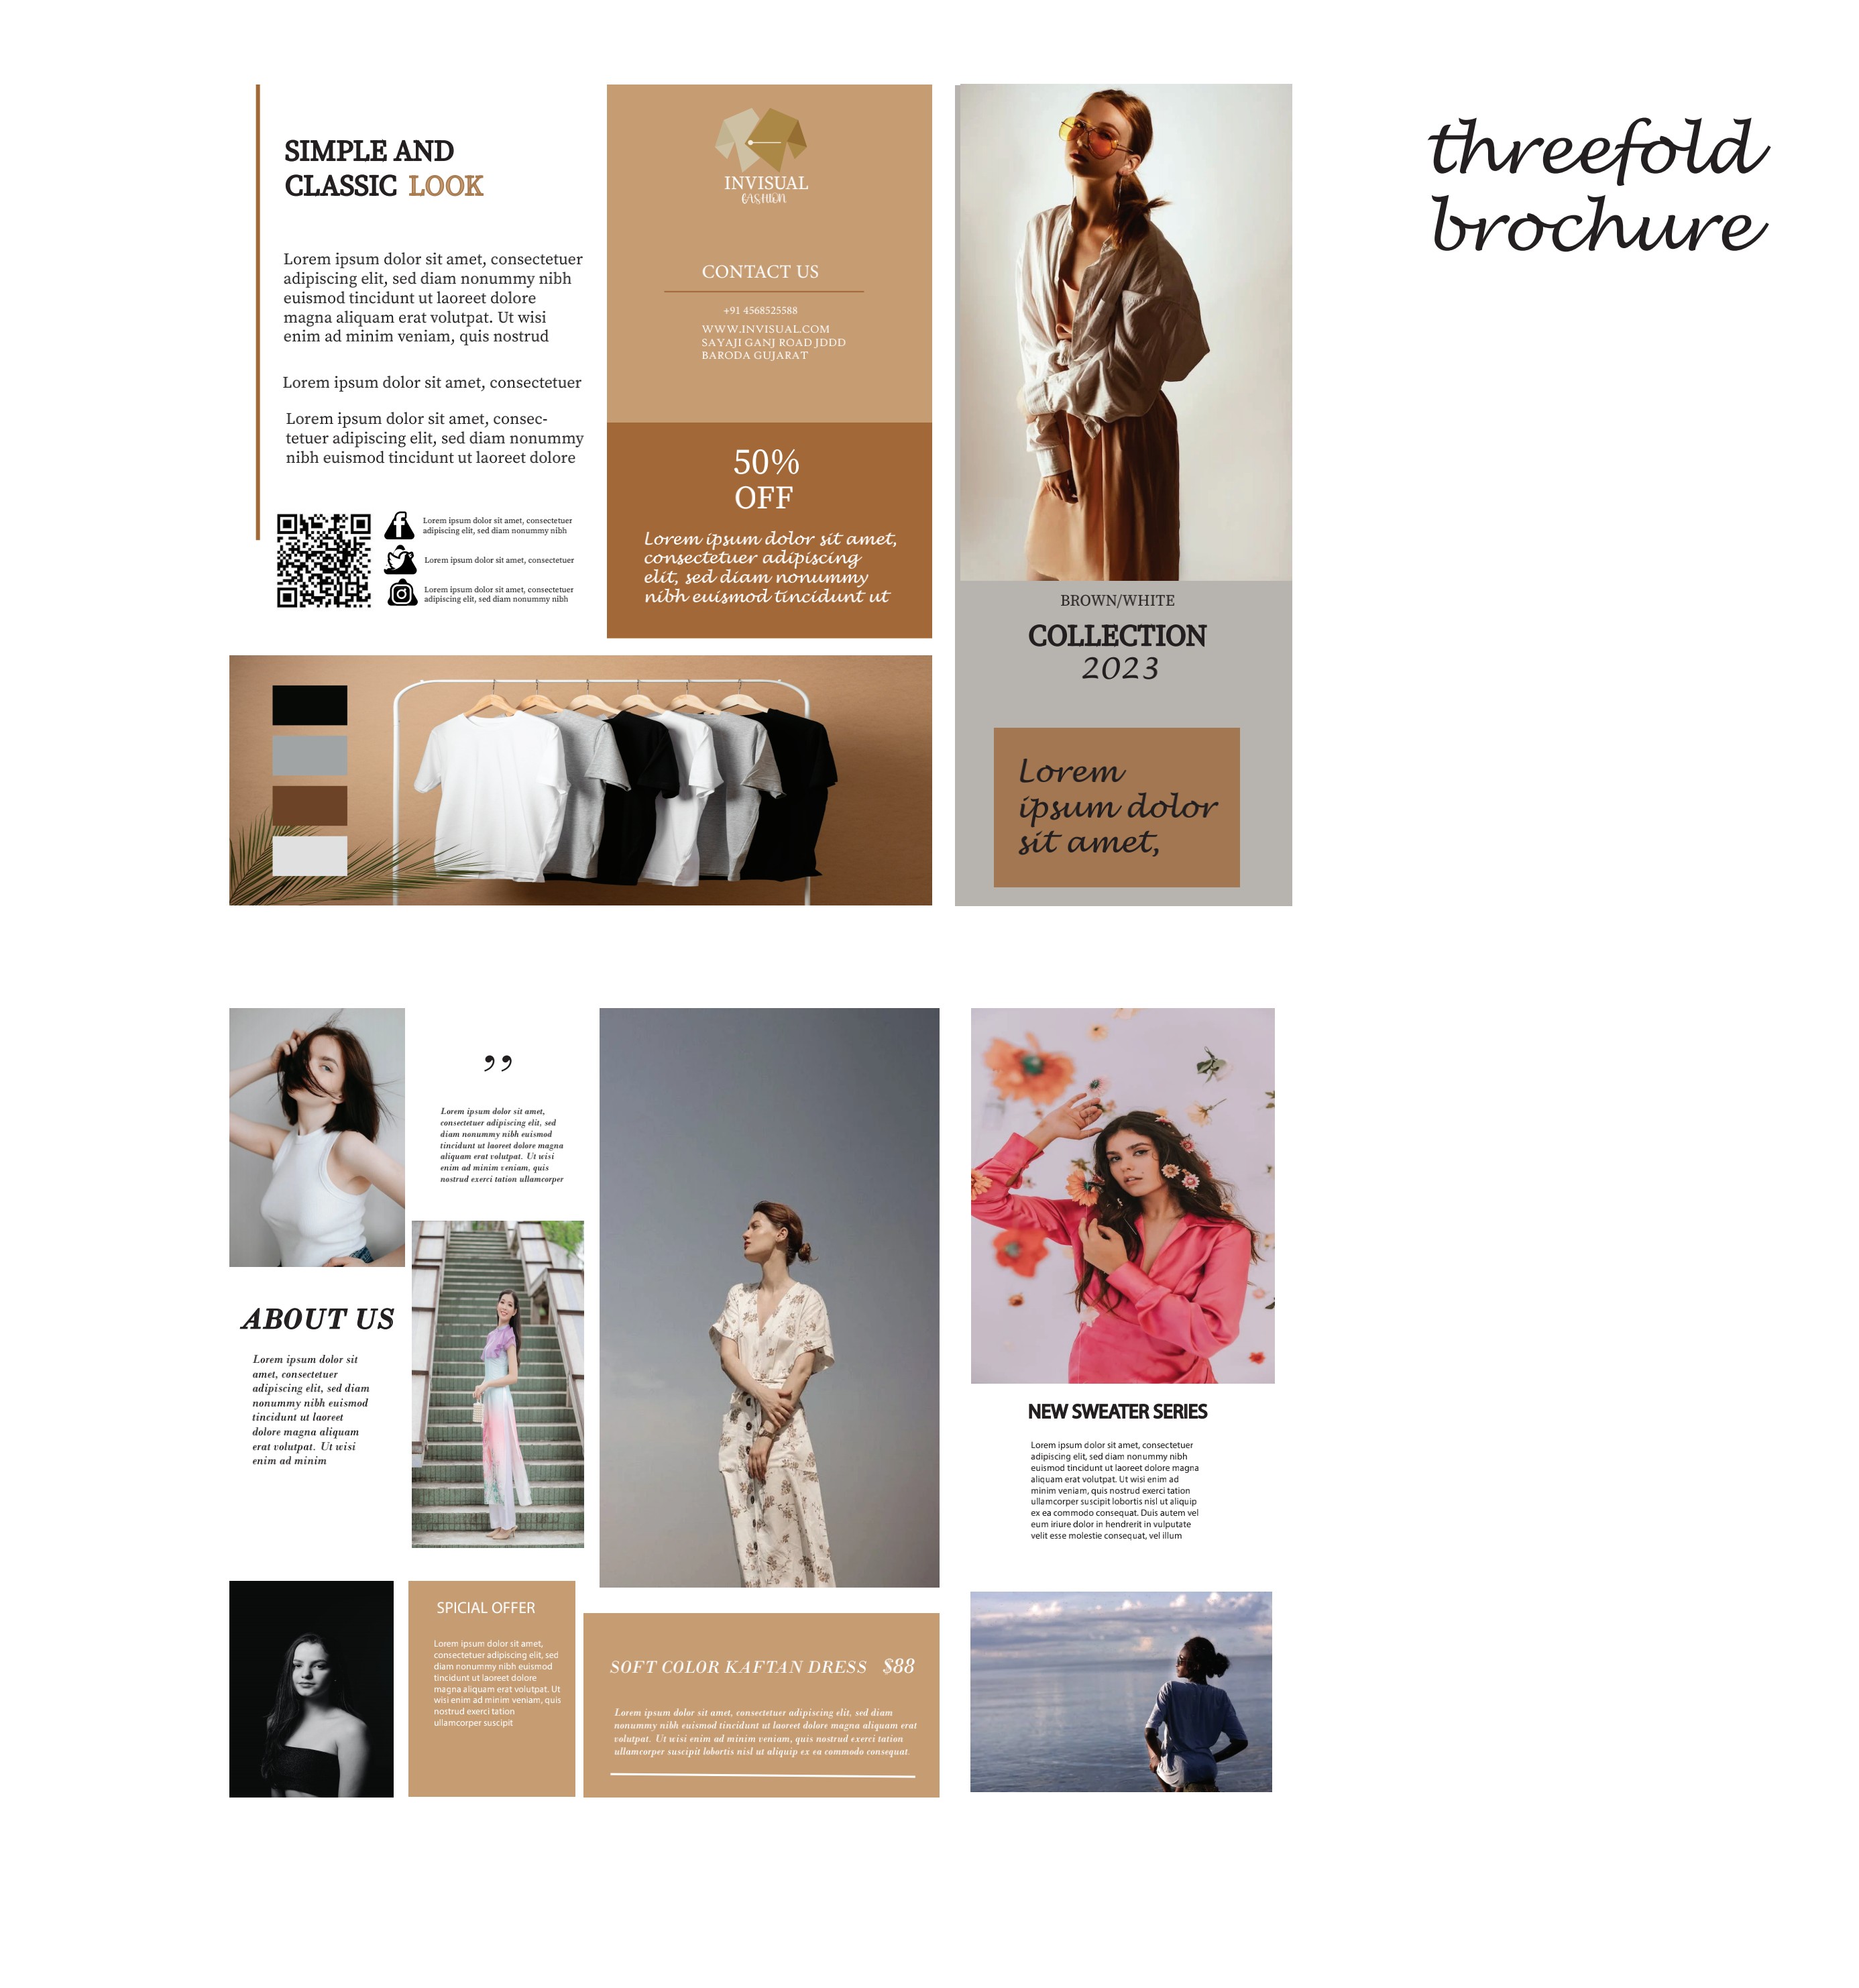 threefold
brochure
SIMPLE AND
CLASSIC LOOK
Lorem ipsum dolor sit amet, consectetuer
adipiscing elit, sed diam nonummy nibh
euismod tincidunt ut laoreet dolore
magna aliquam erat volutpat. Ut wisi
enim ad minim veniam, quis nostrud
Lorem ipsum dolor sit amet, consectetuer
Lorem ipsum dolor sit amet, consec-
tetuer adipiscing elit, sed diam nonummy
nibh euismod tincidunt ut laoreet dolore
Lorem ipsum dolor sit amet, consectetuer
adipiscing elit, sed diam nonummy nibh
Lorem ipsum dolor sit amet, consectetuer
Lorem ipsum dolor sit amet, consectetuer
adipiscing elit, sed diam nonummy nibh
INVISUAL
FASHION
CONTACT US
+91 4568525588
WWW.INVISUAL.COM
SAYAJI GANJ ROAD JDDD
BARODA GUJARAT
50%
OFF
Lorem ipsum dolor sit amet,
consectetuer adipiscing
elit, sed diam nonummy
nibh euismod tincidunt ut
BROWN/WHITE
COLLECTION
2023
Lorem
ipsum dolor
sit amet,
”
Lorem ipsum dolor sit amet,
consectetuer adipiscing elit, sed
diam nonummy nibh euismod
tincidunt ut laoreet dolore magna
aliquam erat volutpat. Ut wisi
enim ad minim veniam, quis
nostrud exerci tation ullamcorper
ABOUT US
Lorem ipsum dolor sit
amet, consectetuer
adipiscing elit, sed diam
nonummy nibh euismod
tincidunt ut laoreet
dolore magna aliquam
erat volutpat. Ut wisi
enim ad minim
SPICIAL OFFER
Lorem ipsum dolor sit amet,
consectetuer adipiscing elit, sed
diam nonummy nibh euismod
tincidunt ut laoreet dolore
magna aliquam erat volutpat. Ut
wisi enim ad minim veniam, quis
nostrud exerci tation
ullamcorper suscipit
SOFT COLOR KAFTAN DRESS $88
Lorem ipsum dolor sit amet, consectetuer adipiscing elit, sed diam
nonummy nibh euismod tincidunt ut laoreet dolore magna aliquam erat
volutpat. Ut wisi enim ad minim veniam, quis nostrud exerci tation
ullamcorper suscipit lobortis nisl ut aliquip ex ea commodo consequat.
NEW SWEATER SERIES
Lorem ipsum dolor sit amet, consectetuer
adipiscing elit, sed diam nonummy nibh
euismod tincidunt ut laoreet dolore magna
aliquam erat volutpat. Ut wisi enim ad
minim veniam, quis nostrud exerci tation
ullamcorper suscipit lobortis nisl ut aliquip
ex ea commodo consequat. Duis autem vel
eum iriure dolor in hendrerit in vulputate
velit esse molestie consequat, vel illum